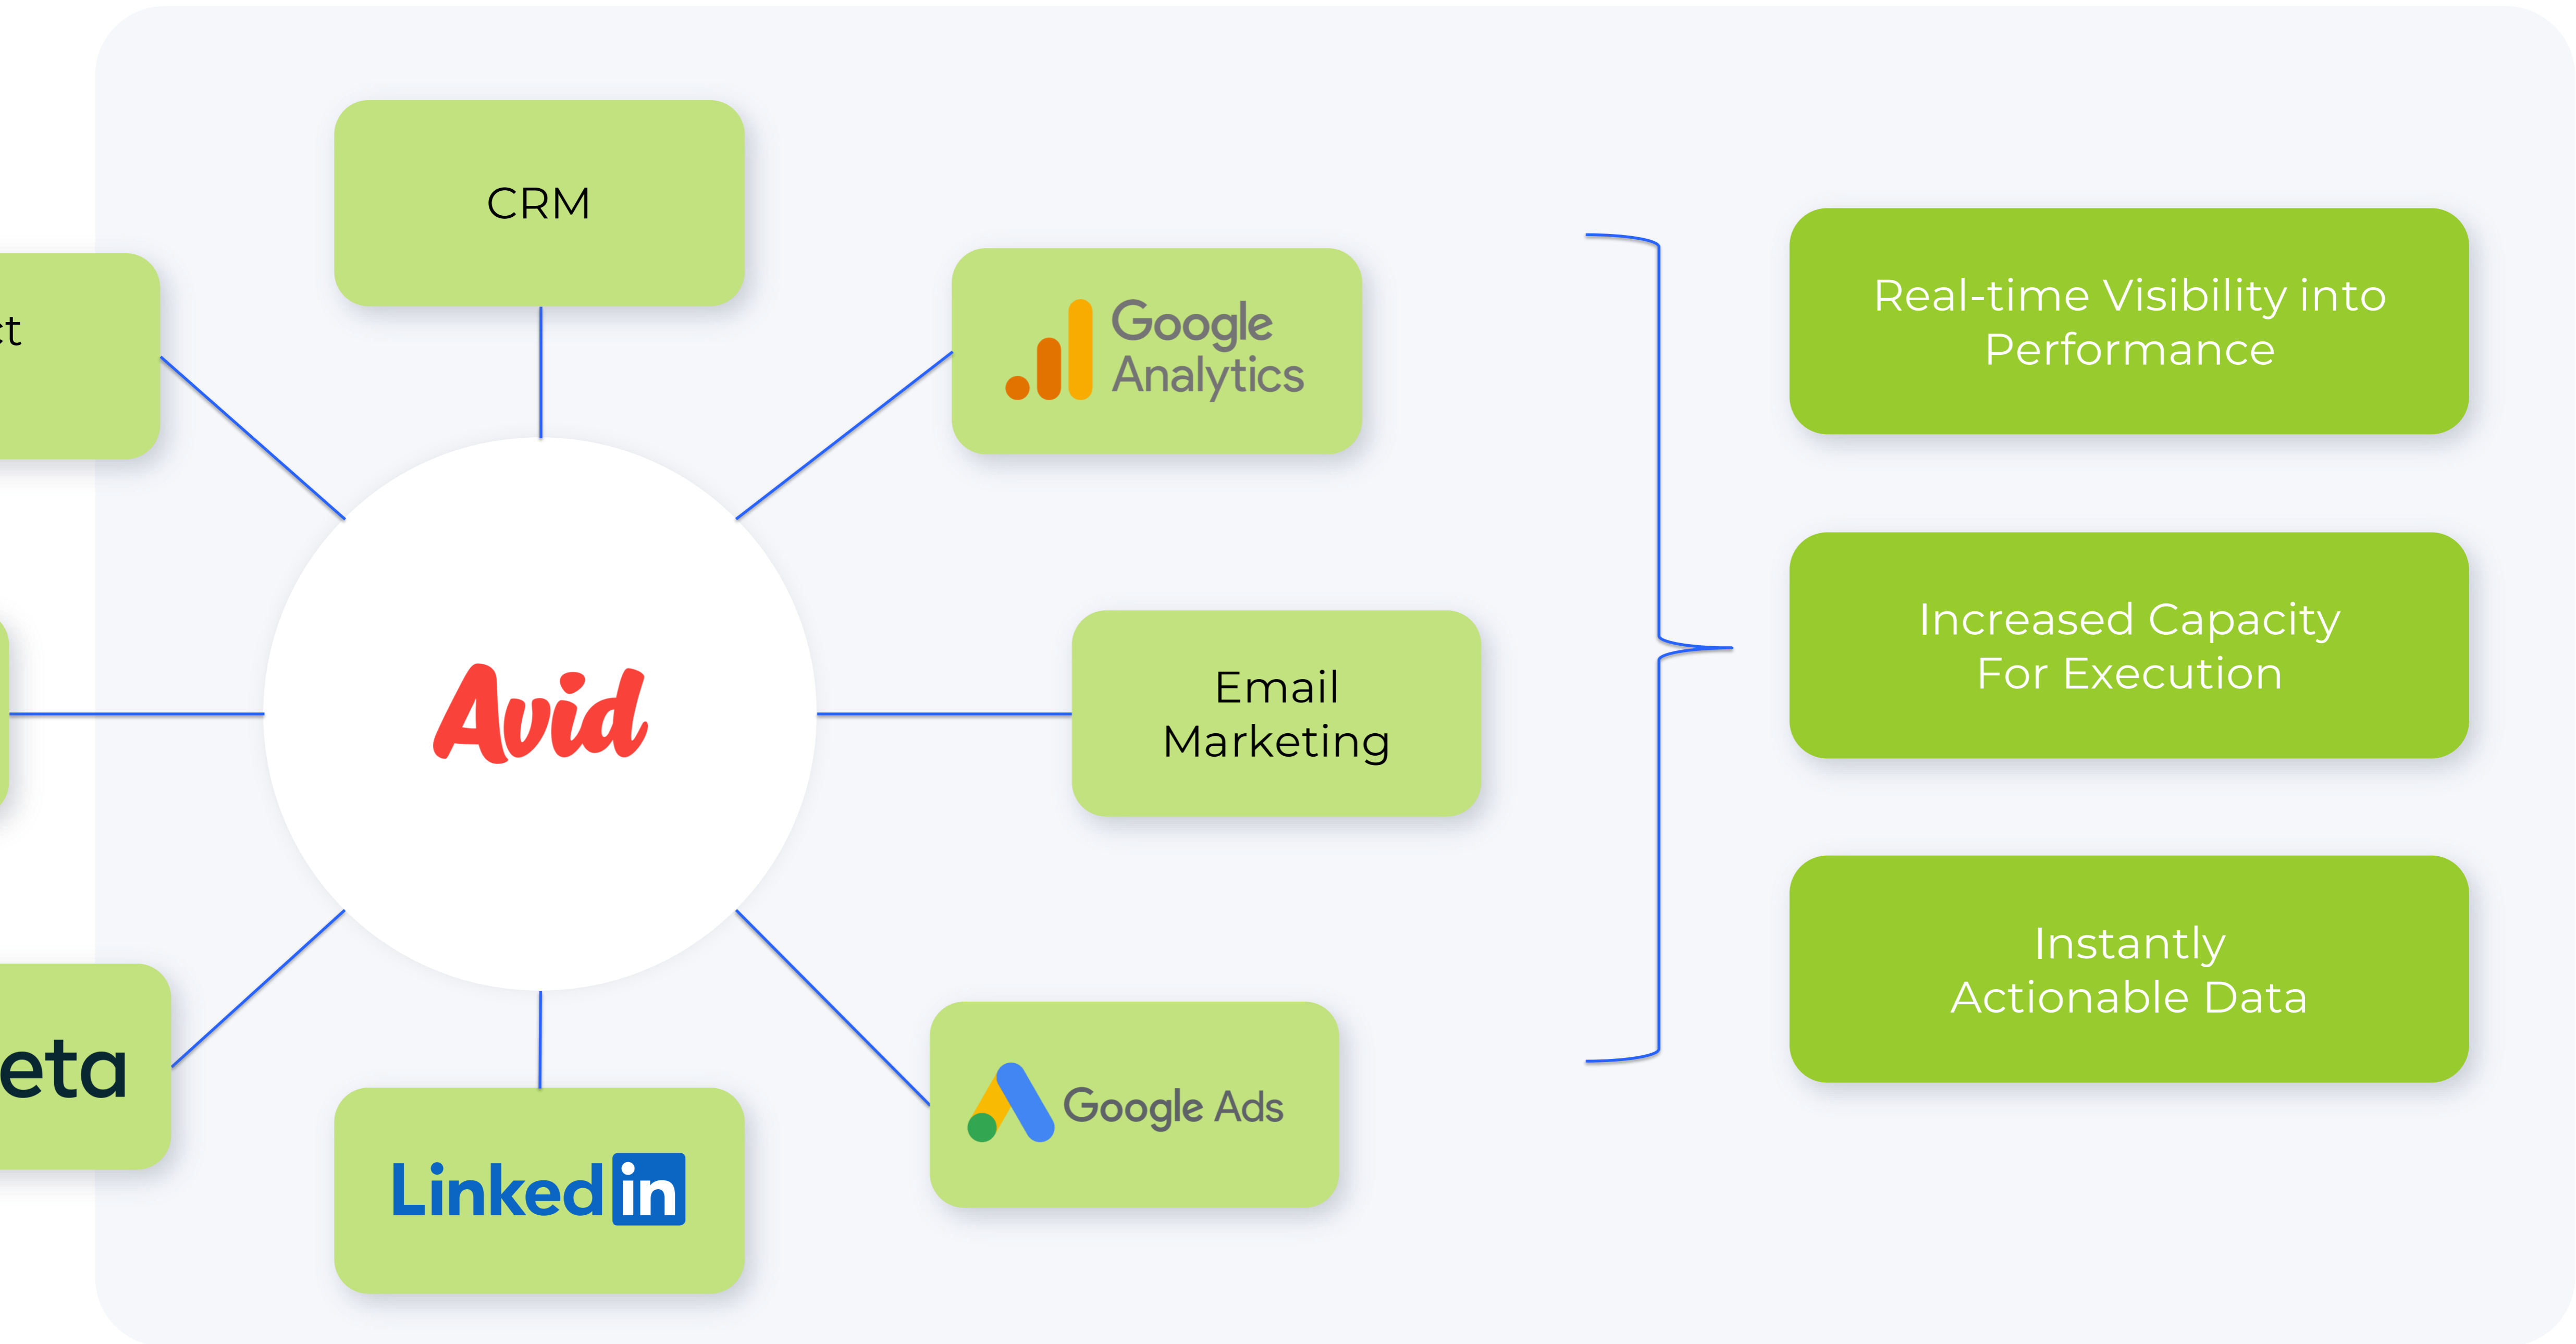 CRM
Google
Analytics
Avid
Email
Marketing
Google Ads
Linked in
Real-time Visibility into
Performance
Increased Capacity
For Execution
Instantly
Actionable Data